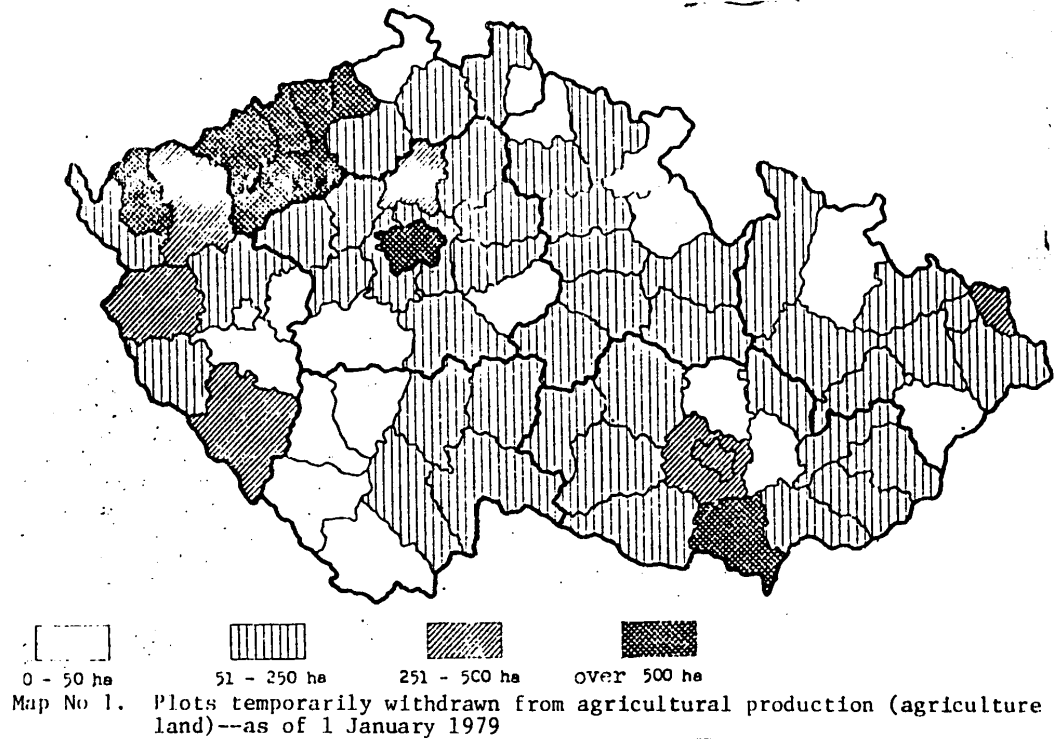 0 - 50 ha 51 - 250 ha 251 - 500 ha over 500 ha
Map No 1. Plots temporarily withdrawn from agricultural production (agriculture
land)--as of 1 January 1979